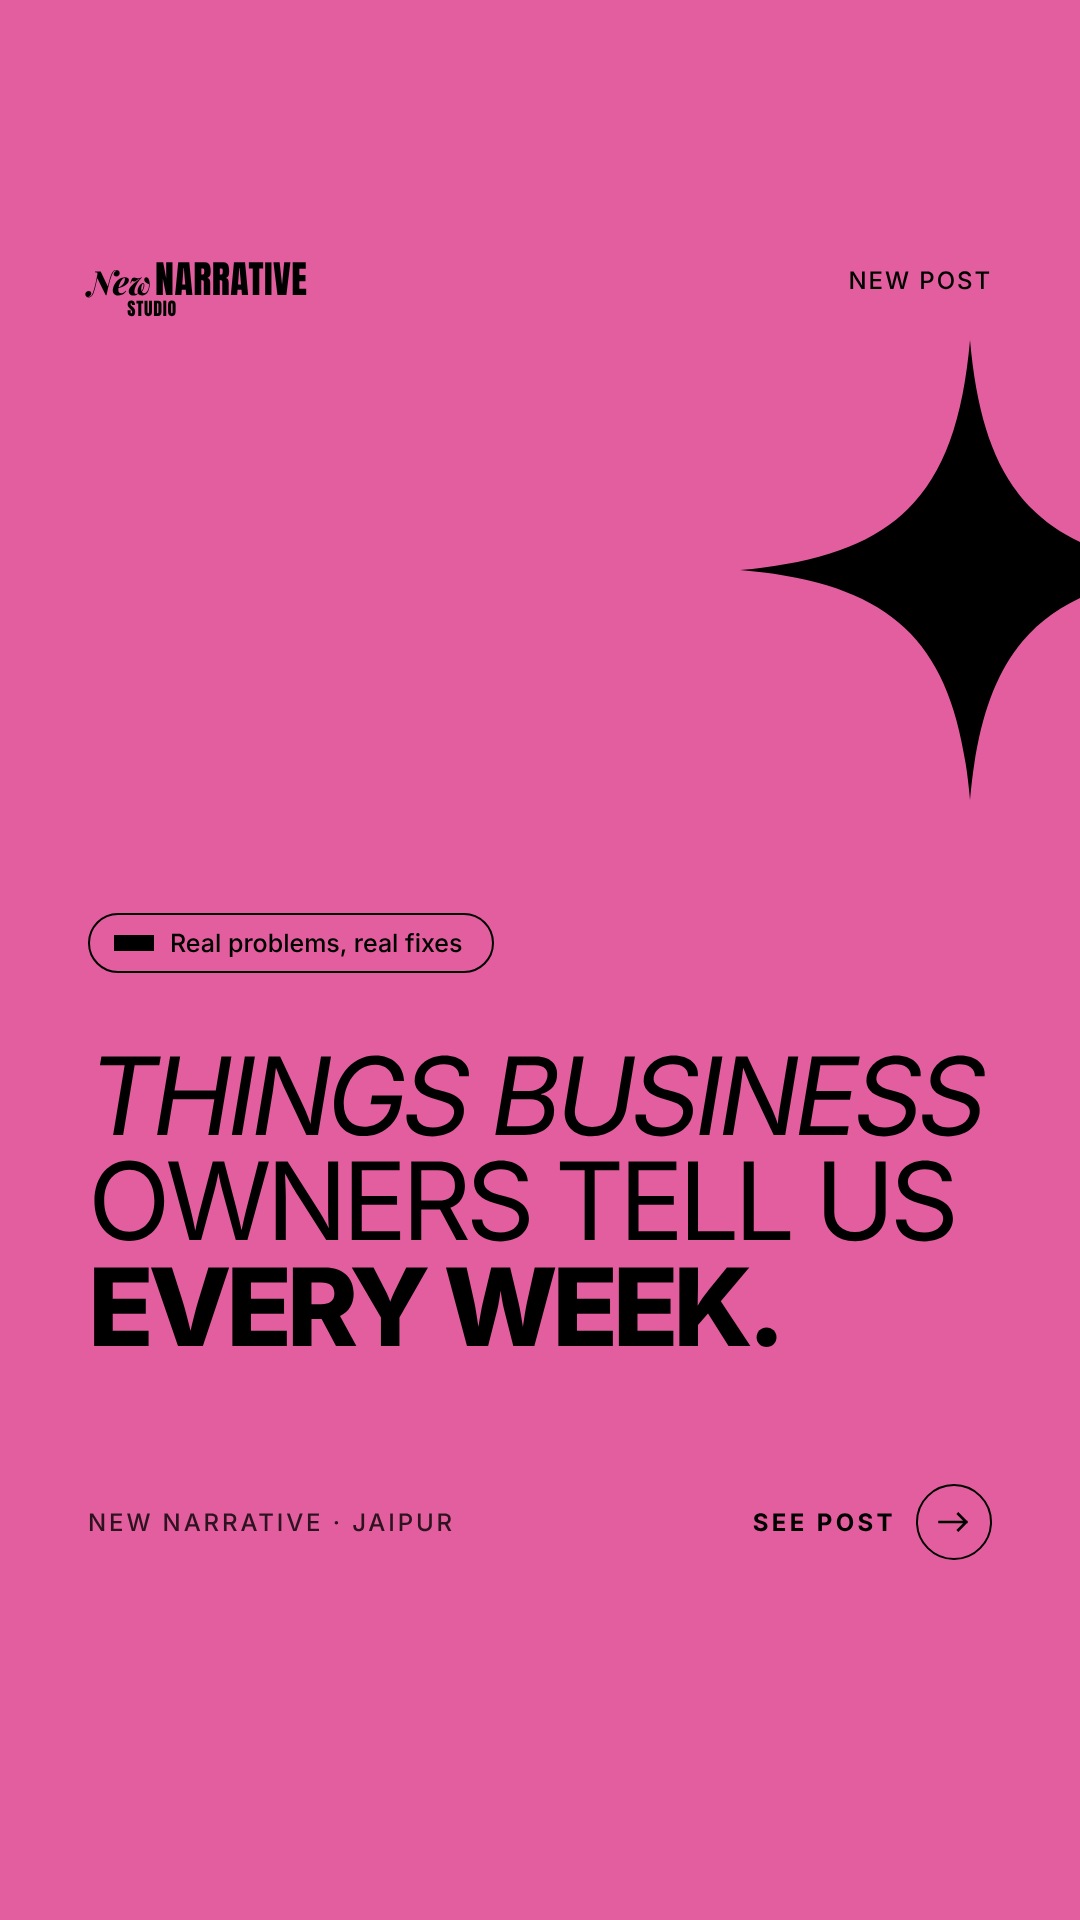 New NARRATIVE
STUDIO
NEW POST
Real problems, real fixes
THINGS BUSINESS
OWNERS TELL US
EVERY WEEK.
NEW NARRATIVE · JAIPUR
SEE POST